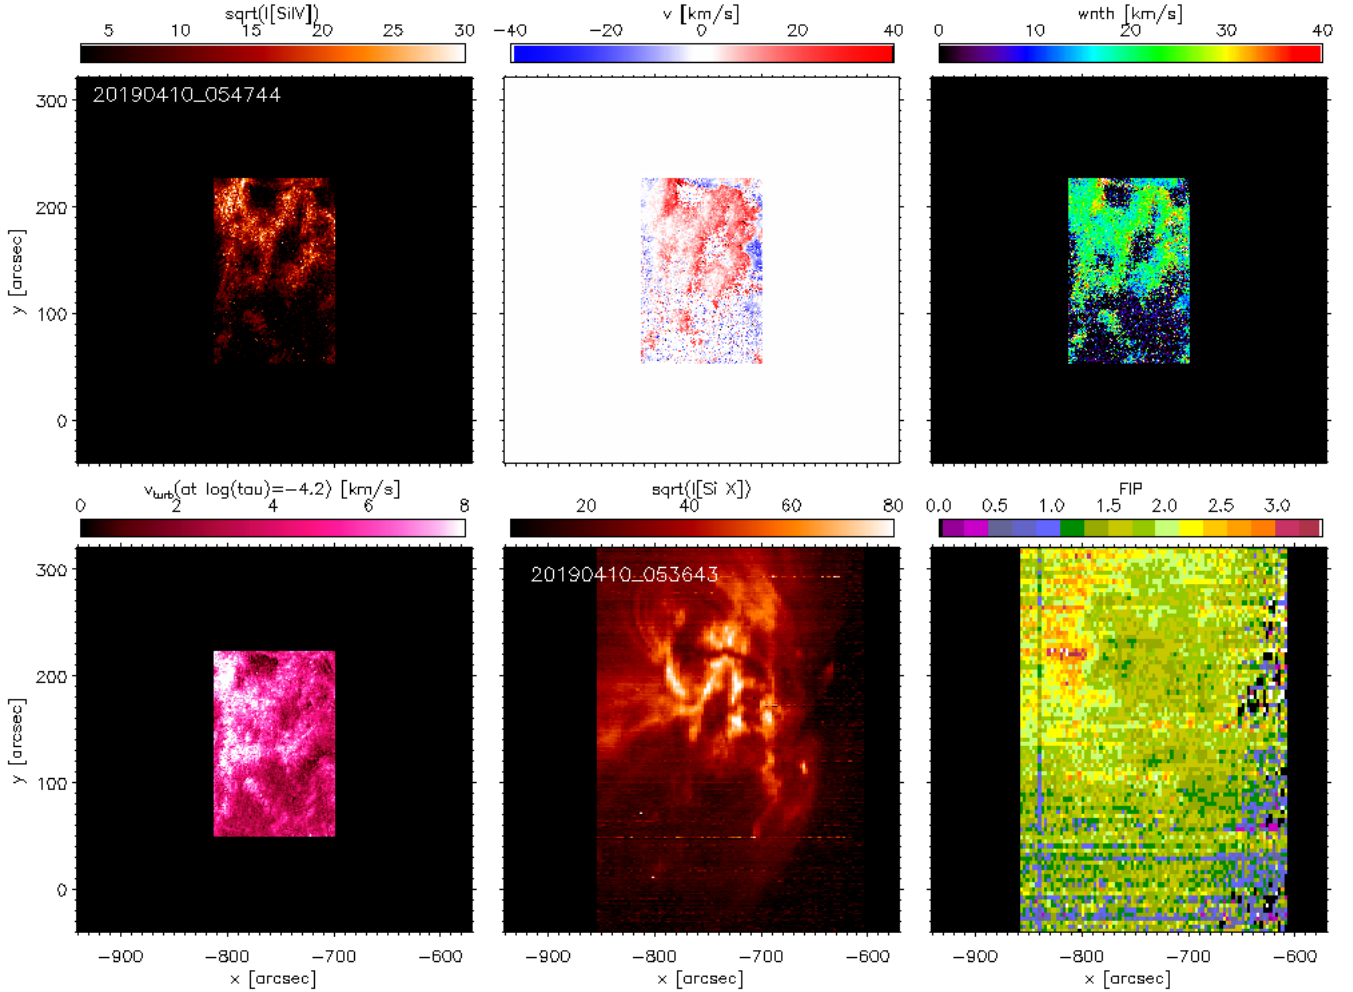 sqrt(I[SiIV])
5 10 15 20 25 30
v [km/s]
−40 −20 0 20 40
wnth [km/s]
0 10 20 30 40
20190410_054744
y [arcsec]
300
200
100
0
v_turb(at log(tau)=−4.2) [km/s]
0 2 4 6 8
sqrt(I[Si X])
20 40 60 80
FIP
0.0 0.5 1.0 1.5 2.0 2.5 3.0
20190410_053643
y [arcsec]
300
200
100
0
−900 −800 −700 −600
x [arcsec]
−900 −800 −700 −600
x [arcsec]
−900 −800 −700 −600
x [arcsec]